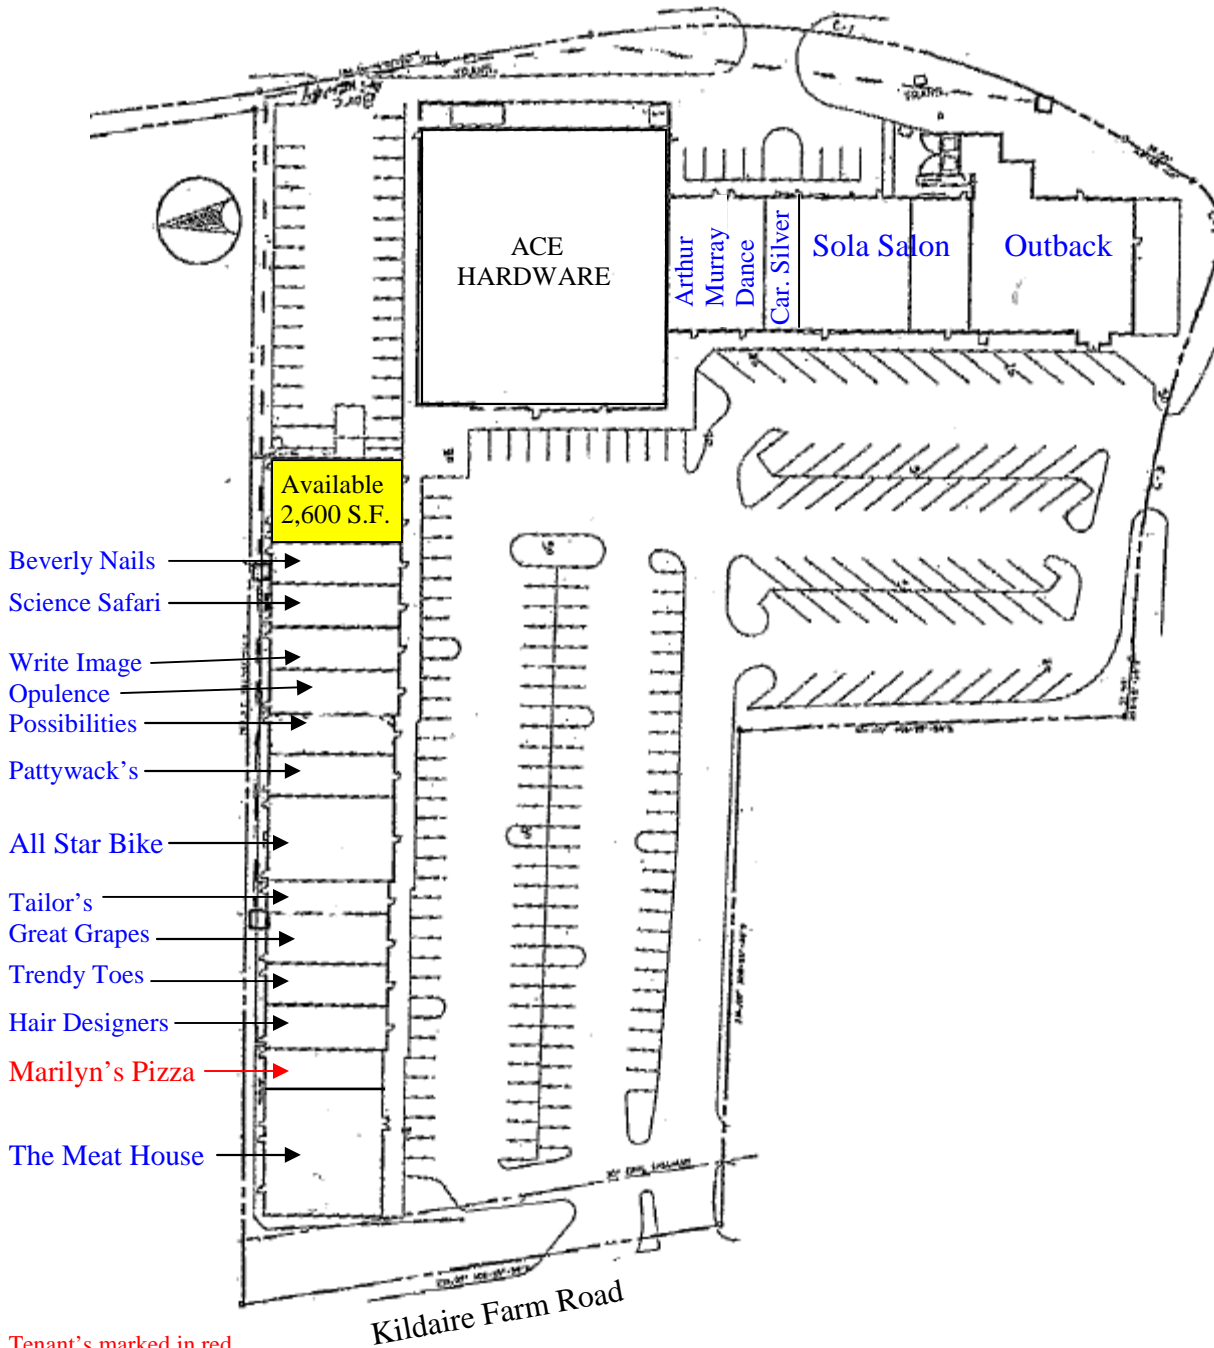 ACE
HARDWARE
Arthur
Murray
Dance
Car. Silver
Sola Salon
Outback
Available
2,600 S.F.
Beverly Nails
Science Safari
Write Image
Opulence
Possibilities
Pattywack's
All Star Bike
Tailor's
Great Grapes
Trendy Toes
Hair Designers
Marilyn's Pizza
The Meat House
Kildaire Farm Road
Tenant's marked in red